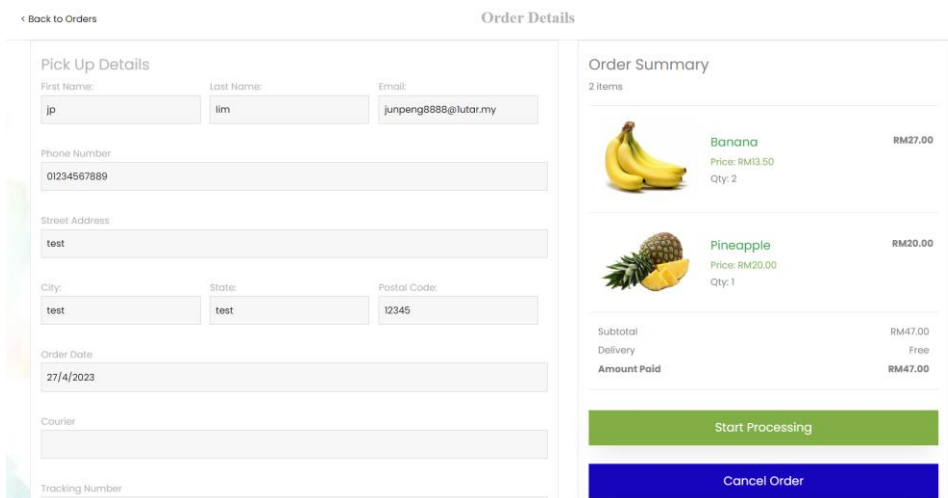 < Back to Orders
Order Details
Pick Up Details
First Name:
Last Name:
Email:
jp
lim
junpeng8888@1utar.my
Phone Number
01234567889
Street Address
test
City:
State:
Postal Code:
test
test
12345
Order Date
27/4/2023
Courier
Tracking Number
Order Summary
2 items
Banana
RM27.00
Price: RM13.50
Qty: 2
Pineapple
RM20.00
Price: RM20.00
Qty: 1
Subtotal
RM47.00
Delivery
Free
Amount Paid
RM47.00
Start Processing
Cancel Order